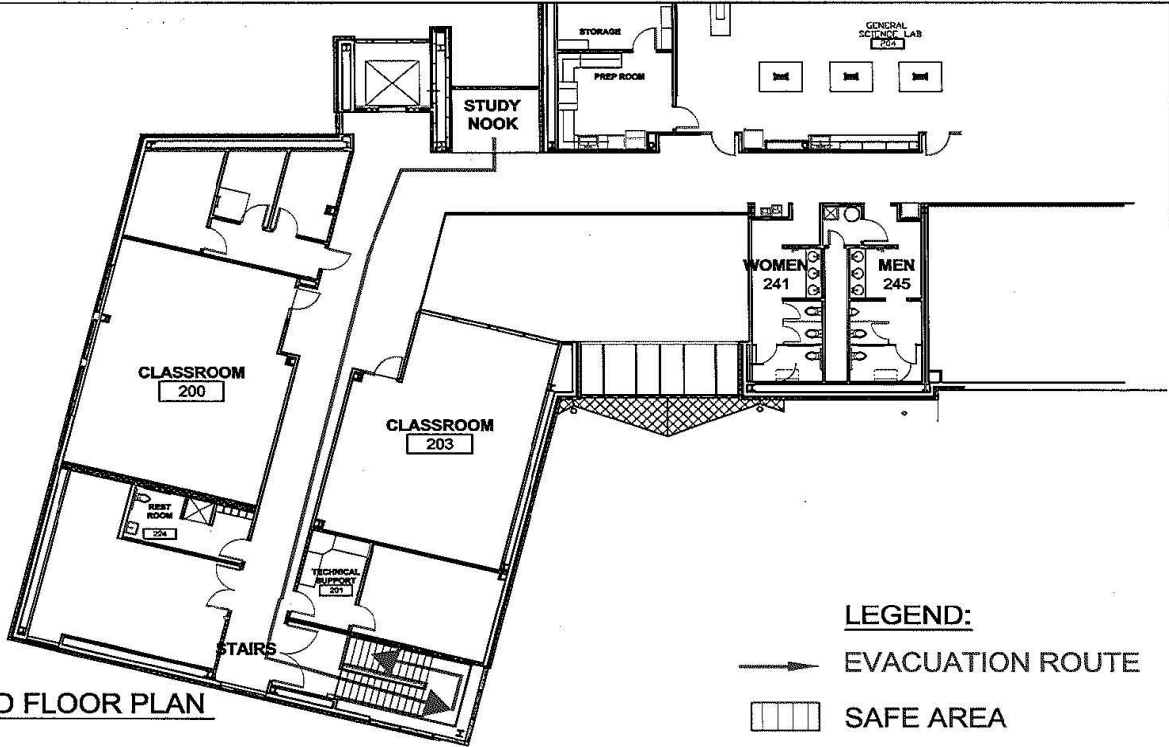 GENERAL
SCIENCE LAB
204
STORAGE
PREP ROOM
STUDY
NOOK
WOMEN
241
MEN
245
CLASSROOM
200
CLASSROOM
203
REST
ROOM
224
TECHNICAL
SUPPORT
201
STAIRS
D FLOOR PLAN
LEGEND:
EVACUATION ROUTE
SAFE AREA